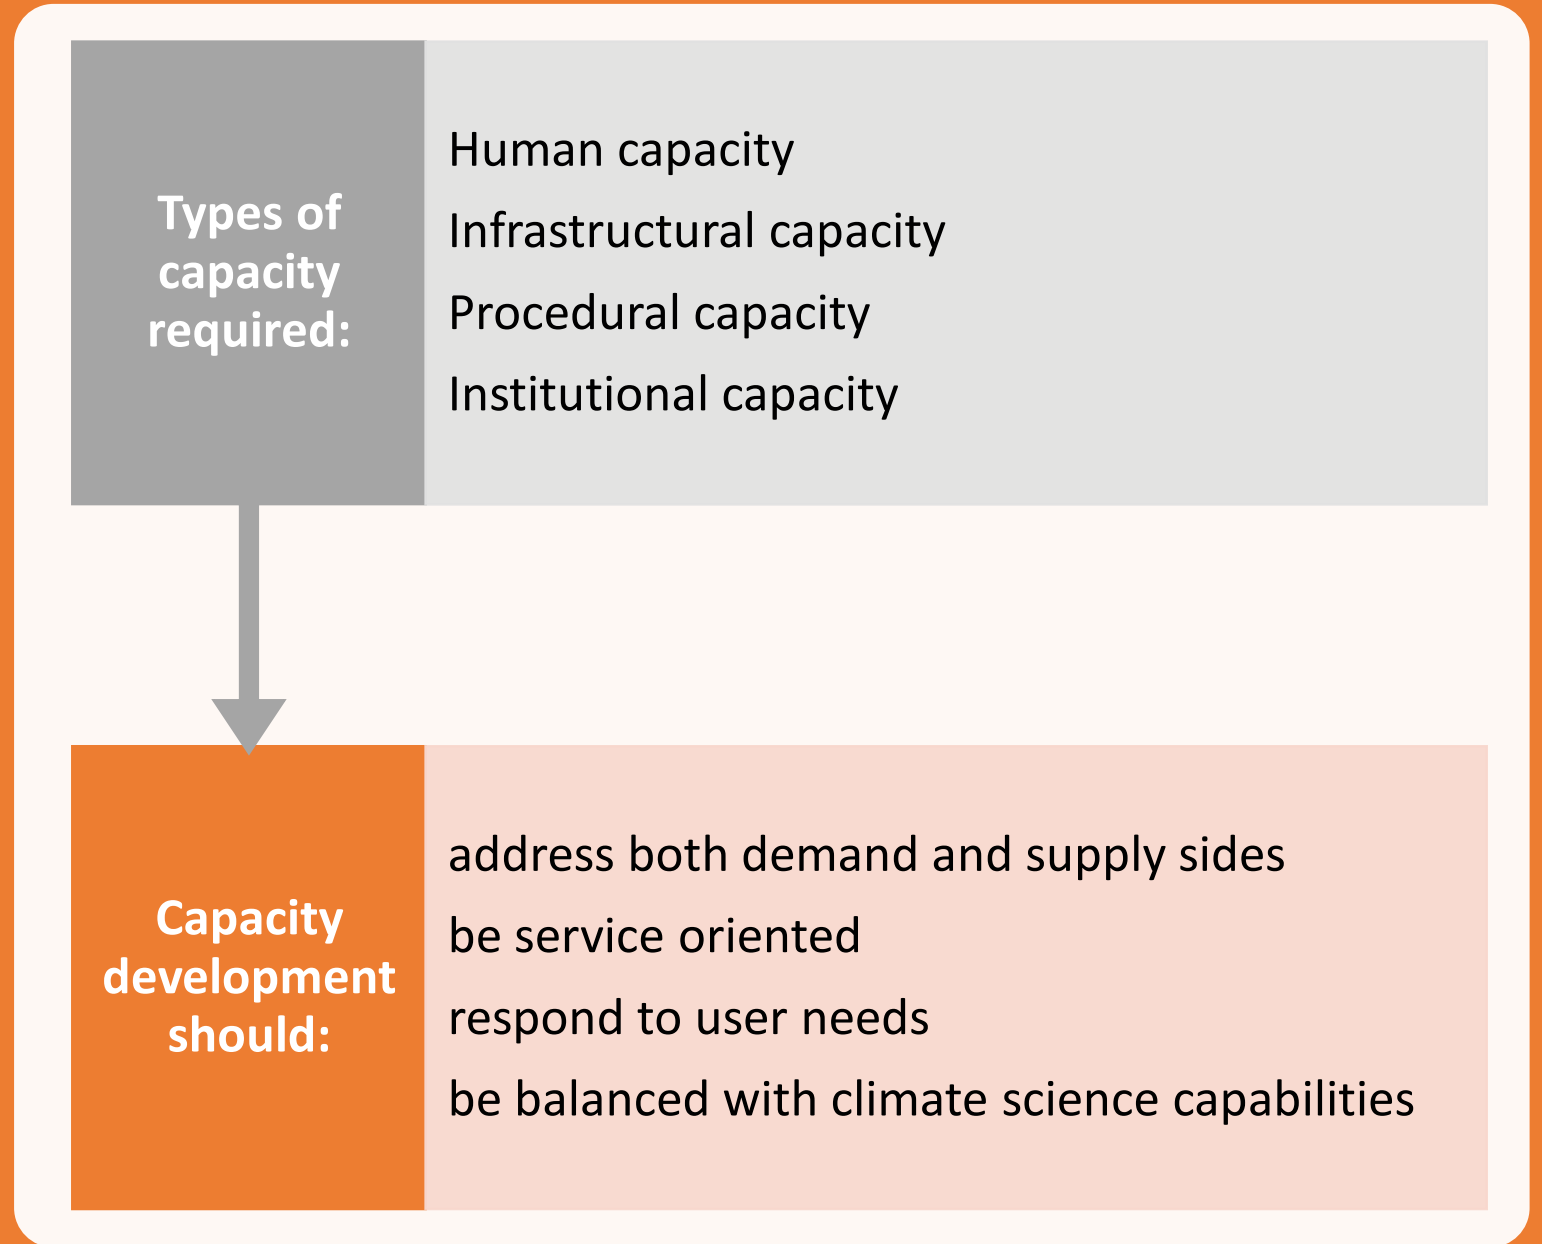 Types of
capacity
required:
Human capacity
Infrastructural capacity
Procedural capacity
Institutional capacity
Capacity
development
should:
address both demand and supply sides
be service oriented
respond to user needs
be balanced with climate science capabilities